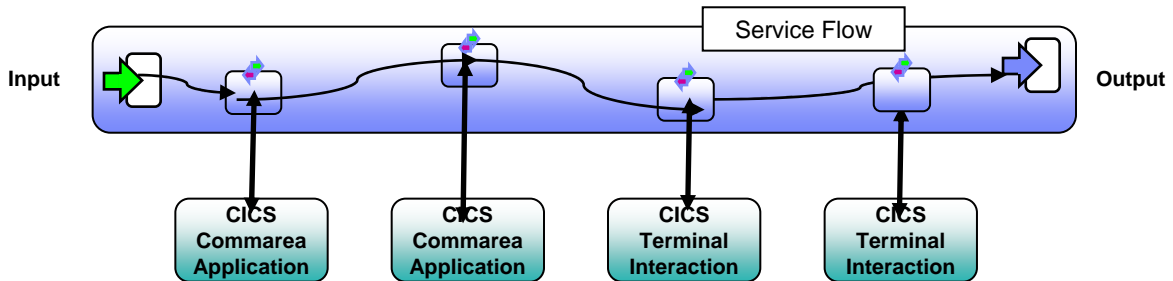 Service Flow
Input
Output
CICS
Commarea
Application
CICS
Commarea
Application
CICS
Terminal
Interaction
CICS
Terminal
Interaction